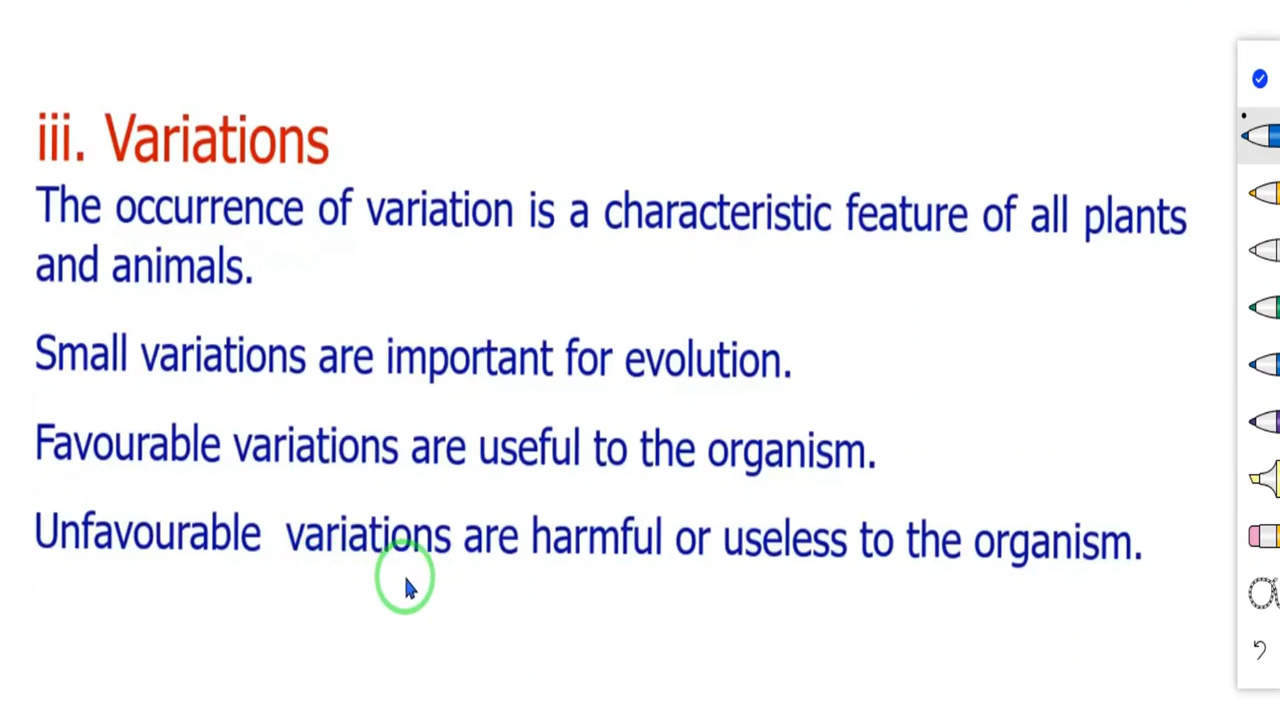 iii. Variations
The occurrence of variation is a characteristic feature of all plants
and animals.
Small variations are important for evolution.
Favourable variations are useful to the organism.
Unfavourable variations are harmful or useless to the organism.